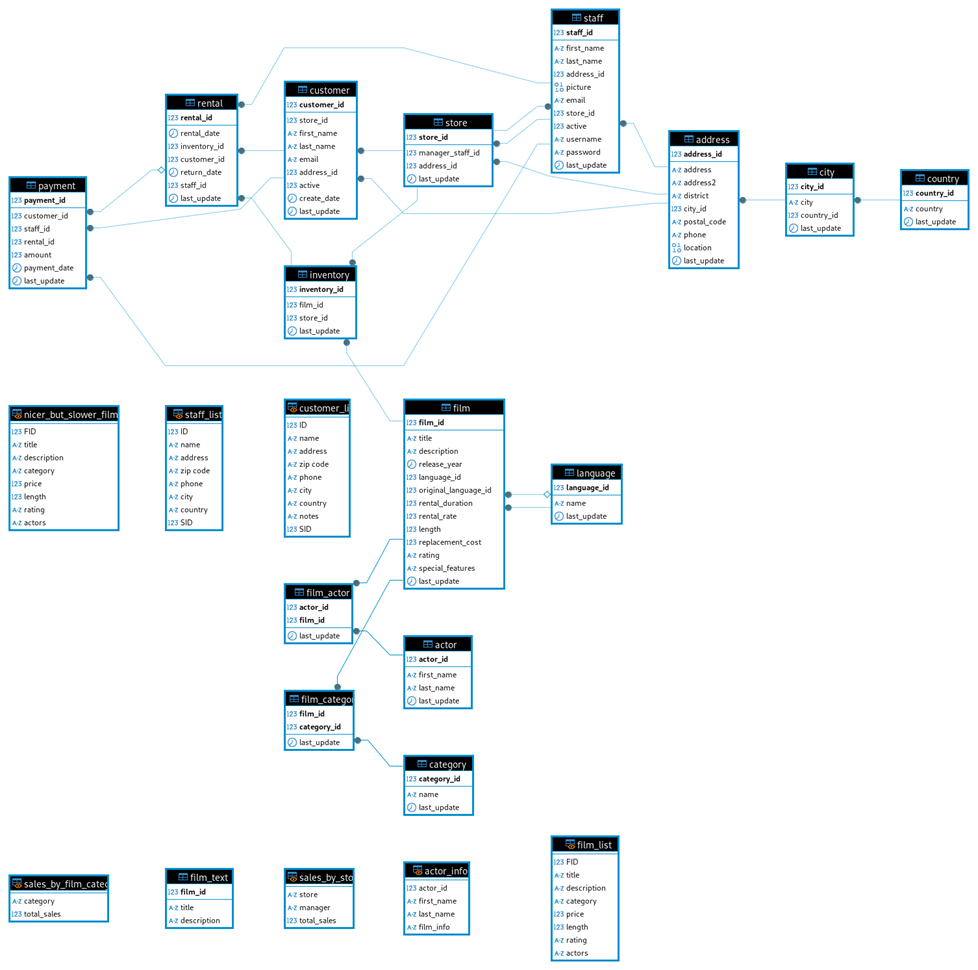 staff
123 staff_id
A-Z first_name
A-Z last_name
123 address_id
picture
A-Z email
123 store_id
123 active
A-Z username
A-Z password
last_update
rental
123 rental_id
rental_date
123 inventory_id
123 customer_id
return_date
123 staff_id
last_update
customer
123 customer_id
123 store_id
A-Z first_name
A-Z last_name
A-Z email
123 address_id
123 active
create_date
last_update
store
123 store_id
123 manager_staff_id
123 address_id
last_update
address
123 address_id
A-Z address
A-Z address2
A-Z district
123 city_id
A-Z postal_code
A-Z phone
location
last_update
city
123 city_id
A-Z city
123 country_id
last_update
country
123 country_id
A-Z country
last_update
payment
123 payment_id
123 customer_id
123 staff_id
123 rental_id
123 amount
payment_date
last_update
inventory
123 inventory_id
123 film_id
123 store_id
last_update
nicer_but_slower_film
123 FID
A-Z title
A-Z description
A-Z category
123 price
123 length
A-Z rating
A-Z actors
staff_list
123 ID
A-Z name
A-Z address
A-Z zip code
A-Z phone
A-Z city
A-Z country
123 SID
customer_li
123 ID
A-Z name
A-Z address
A-Z zip code
A-Z phone
A-Z city
A-Z country
A-Z notes
123 SID
film
123 film_id
A-Z title
A-Z description
release_year
123 language_id
123 original_language_id
123 rental_duration
123 rental_rate
123 length
123 replacement_cost
A-Z rating
A-Z special_features
last_update
language
123 language_id
A-Z name
last_update
film_actor
123 actor_id
123 film_id
last_update
actor
123 actor_id
A-Z first_name
A-Z last_name
last_update
film_categor
123 film_id
123 category_id
last_update
category
123 category_id
A-Z name
last_update
sales_by_film_categ
A-Z category
123 total_sales
film_text
123 film_id
A-Z title
A-Z description
sales_by_sto
A-Z store
A-Z manager
123 total_sales
actor_info
123 actor_id
A-Z first_name
A-Z last_name
A-Z film_info
film_list
123 FID
A-Z title
A-Z description
A-Z category
123 price
123 length
A-Z rating
A-Z actors